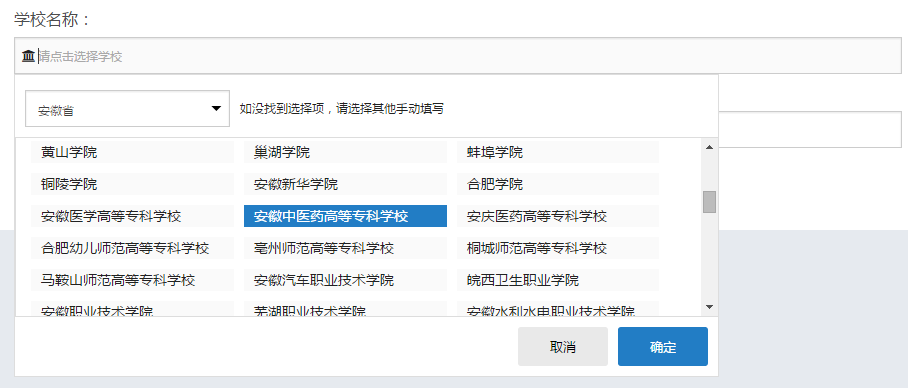 学校名称：
请点击选择学校
安徽省 如没找到选择项，请选择其他手动填写
黄山学院 巢湖学院 蚌埠学院
铜陵学院 安徽新华学院 合肥学院
安徽医学高等专科学校 安徽中医药高等专科学校 安庆医药高等专科学校
合肥幼儿师范高等专科学校 亳州师范高等专科学校 桐城师范高等专科学校
马鞍山师范高等专科学校 安徽汽车职业技术学院 皖西卫生职业学院
安徽职业技术学院 芜湖职业技术学院 安徽水利水电职业技术学院
取消 确定